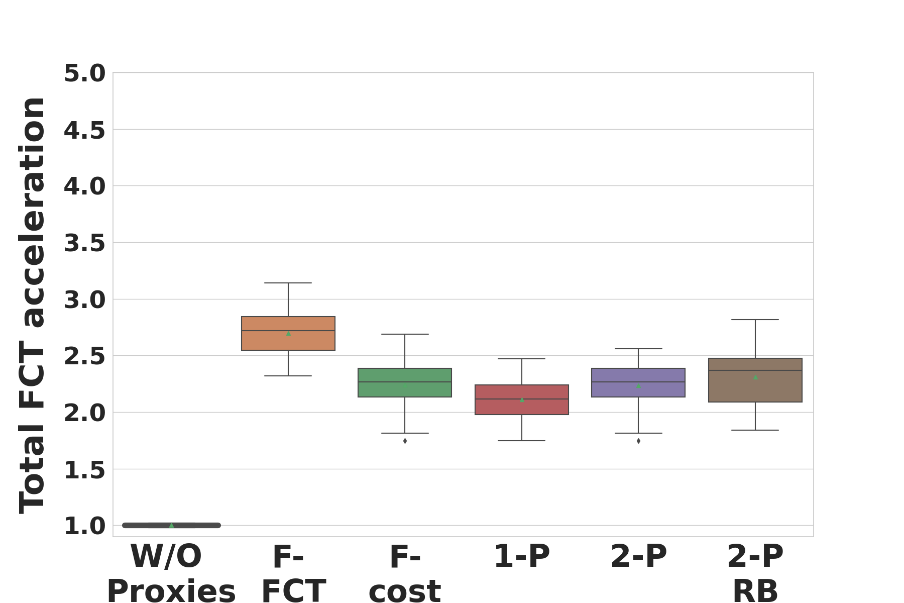 Total FCT acceleration
5.0
4.5
4.0
3.5
3.0
2.5
2.0
1.5
1.0
W/O Proxies
F-FCT
F-cost
1-P
2-P
2-P RB